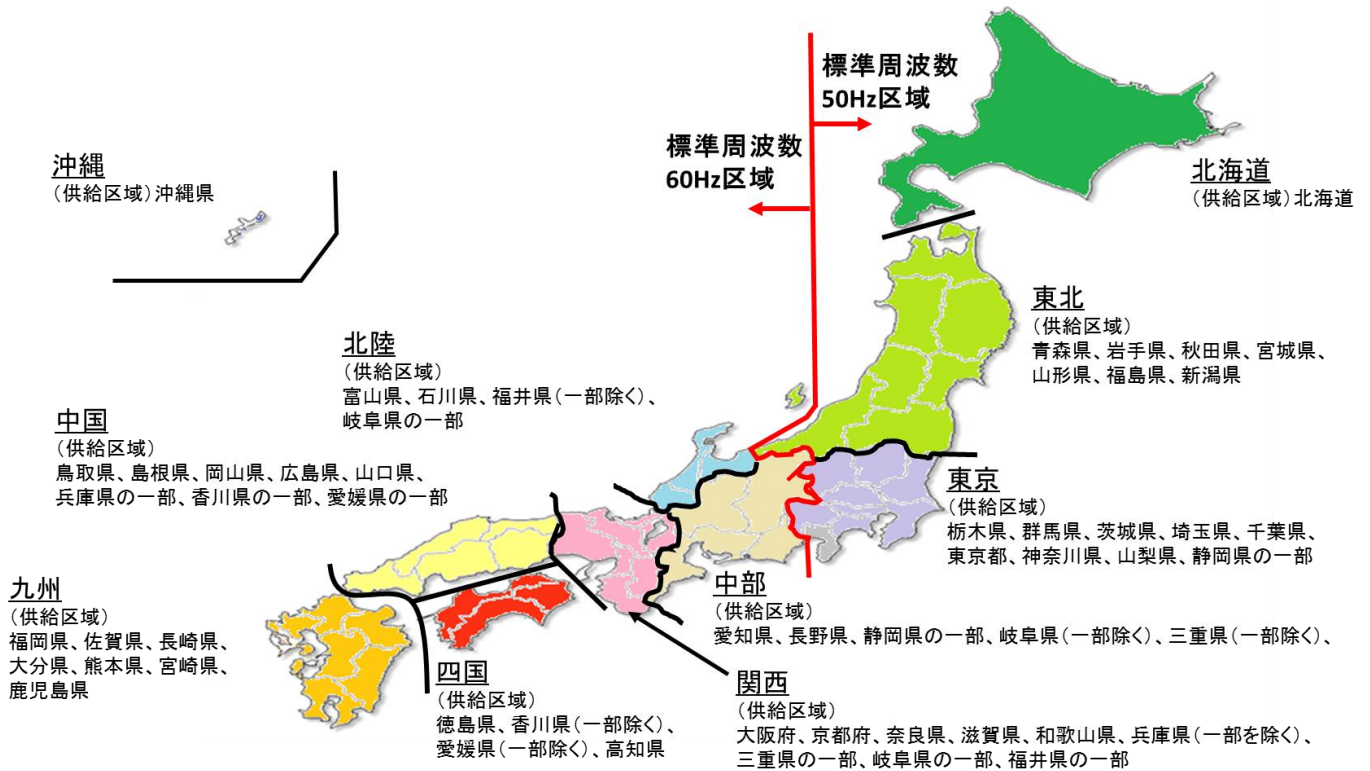 標準周波数
50Hz区域
標準周波数
60Hz区域
沖縄
(供給区域)沖縄県
北海道
(供給区域)北海道
東北
(供給区域)
青森県、岩手県、秋田県、宮城県、
山形県、福島県、新潟県
北陸
(供給区域)
富山県、石川県、福井県(一部除く)、
岐阜県の一部
中国
(供給区域)
鳥取県、島根県、岡山県、広島県、山口県、
兵庫県の一部、香川県の一部、愛媛県の一部
東京
(供給区域)
栃木県、群馬県、茨城県、埼玉県、千葉県、
東京都、神奈川県、山梨県、静岡県の一部
九州
(供給区域)
福岡県、佐賀県、長崎県、
大分県、熊本県、宮崎県、
鹿児島県
中部
(供給区域)
愛知県、長野県、静岡県の一部、岐阜県(一部除く)、三重県(一部除く)、
四国
(供給区域)
徳島県、香川県(一部除く)、
愛媛県(一部除く)、高知県
関西
(供給区域)
大阪府、京都府、奈良県、滋賀県、和歌山県、兵庫県(一部を除く)、
三重県の一部、岐阜県の一部、福井県の一部